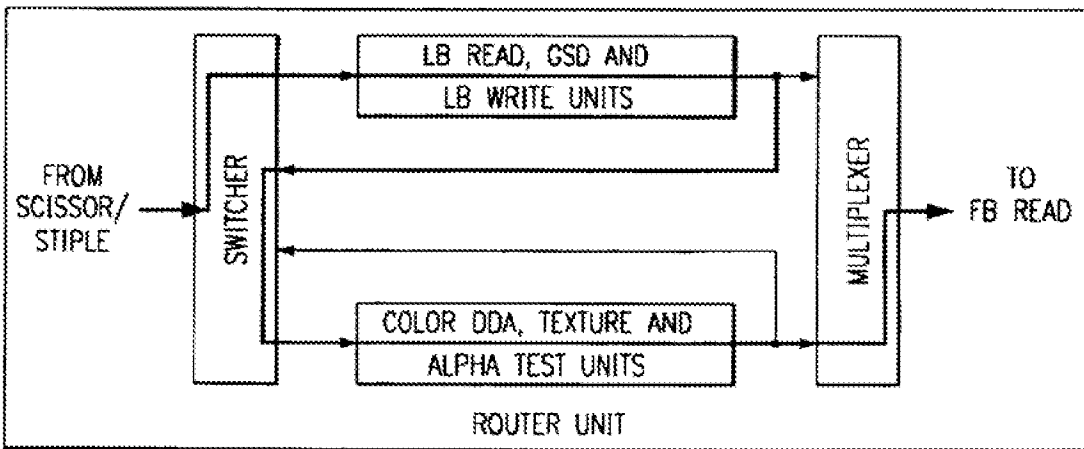 LB READ, GSD AND
LB WRITE UNITS
FROM
SCISSOR/
STIPLE
SWITCHER
MULTIPLEXER
TO
FB READ
COLOR DDA, TEXTURE AND
ALPHA TEST UNITS
ROUTER UNIT